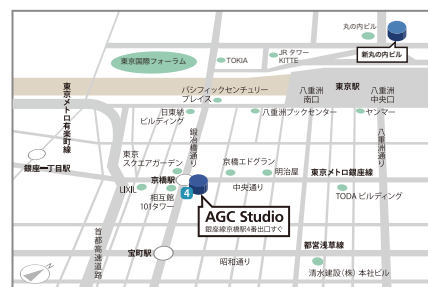 丸の内ビル
新丸の内ビル
JR タワー
KITTE
東京国際フォーラム
TOKIA
パシフィックセンチュリー
プレイス
東京駅
八重洲
南口
八重洲
中央口
東京メトロ有楽町線
日東紡
ビルディング
鍛冶橋通り
八重洲ブックセンター
ヤンマー
八重洲通り
銀座一丁目駅
東京
スクエアガーデン
京橋エドグラン
明治屋
東京メトロ銀座線
京橋駅
LIXIL
相互館
101タワー
4
中央通り
TODA ビルディング
AGC Studio
銀座線京橋駅4番出口すぐ
首都高速道路
宝町駅
昭和通り
都営浅草線
清水建設(株) 本社ビル